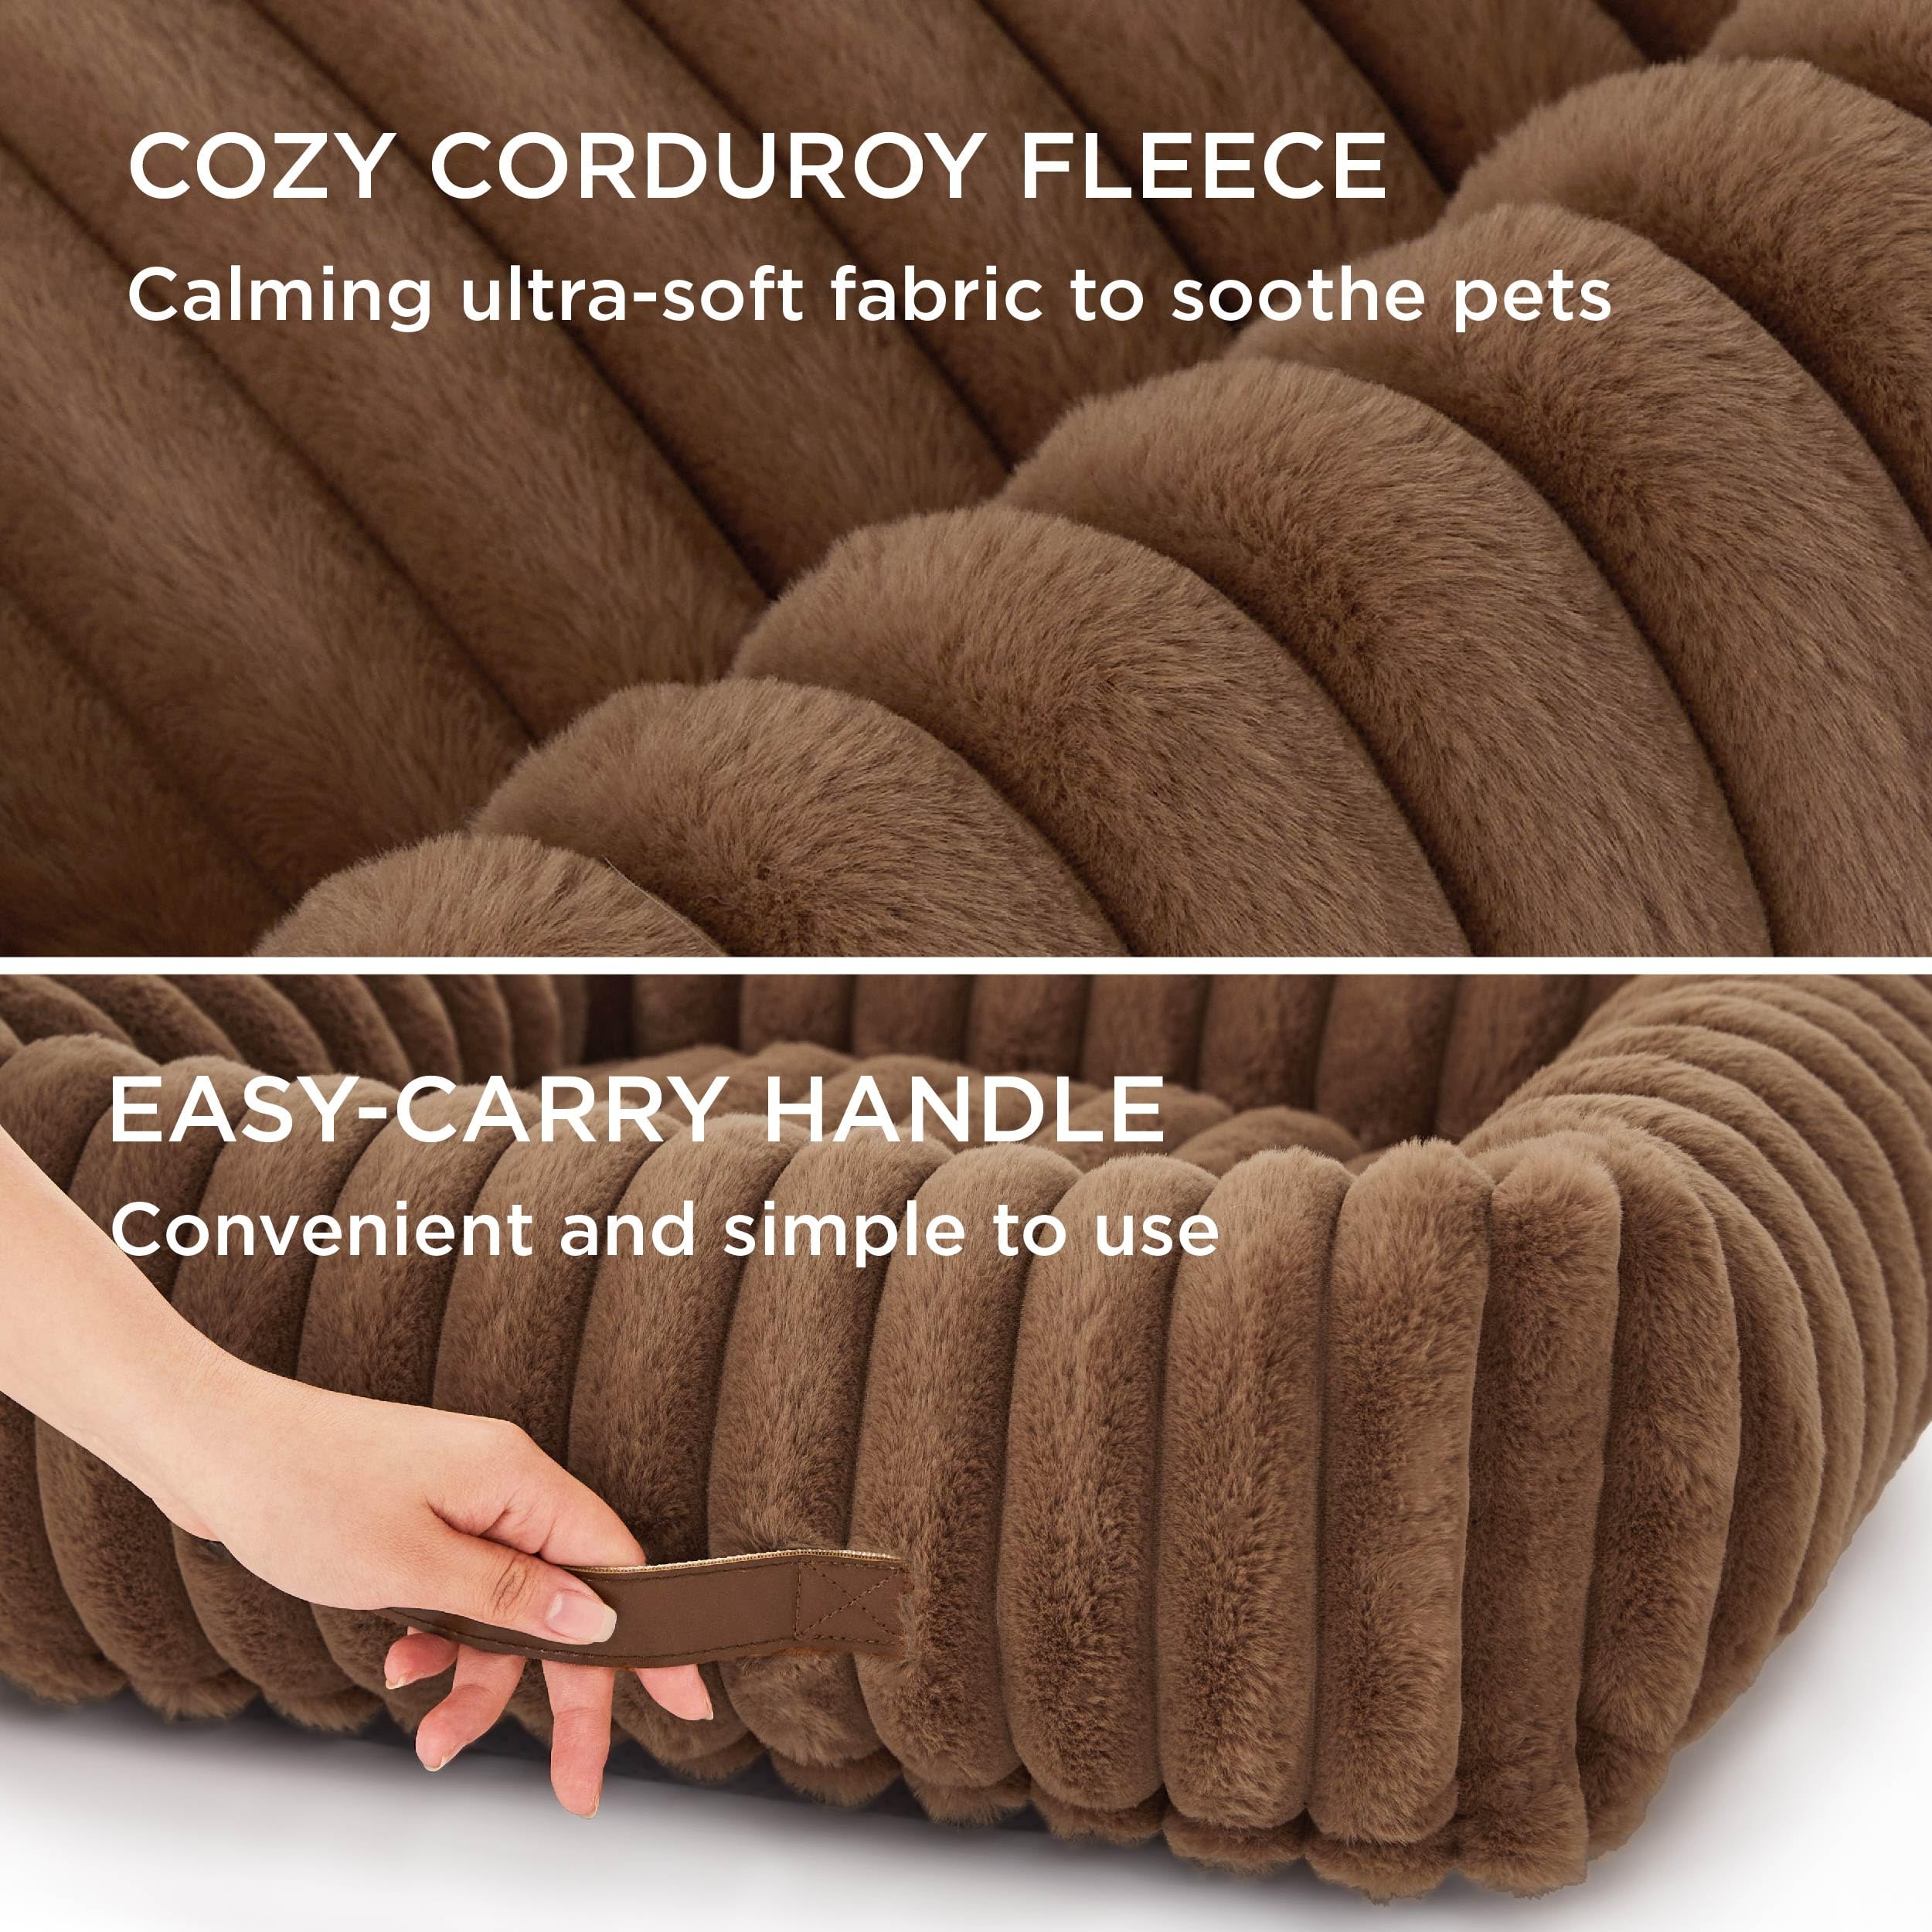 COZY CORDUROY FLEECE
Calming ultra-soft fabric to soothe pets
EASY-CARRY HANDLE
Convenient and simple to use